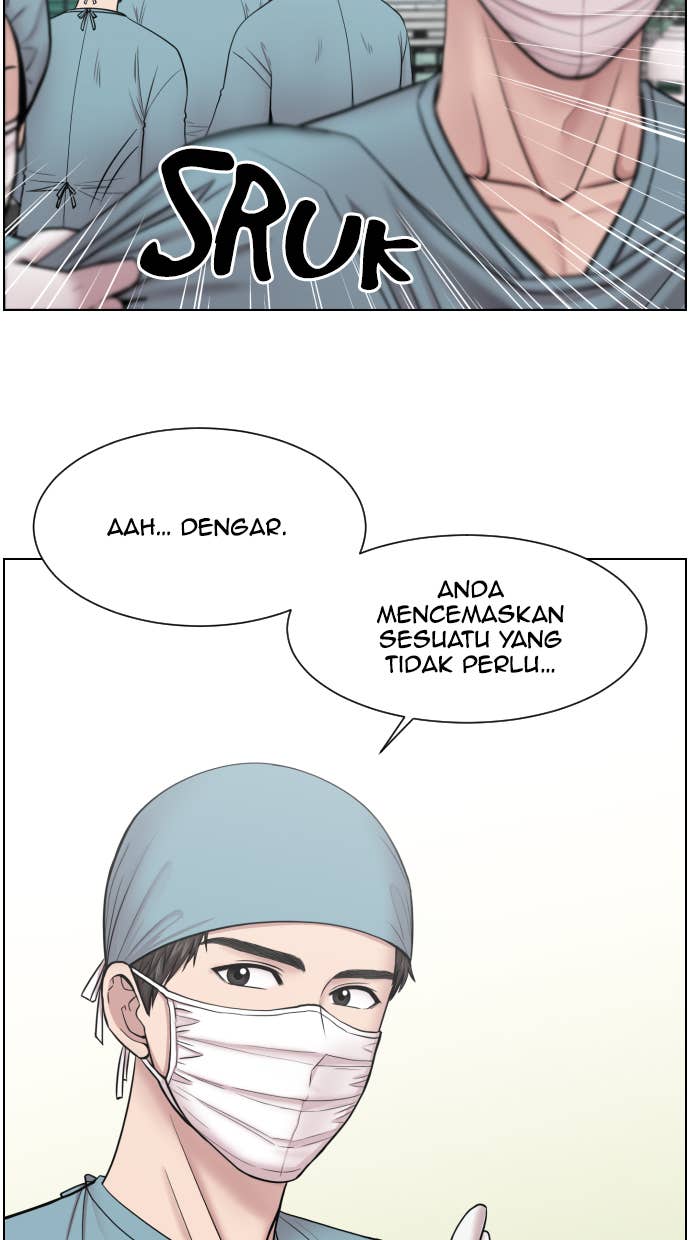 SRUK
AAH... DENGAR.
ANDA
MENCEMASKAN
SESUATU YANG
TIDAK PERLU...